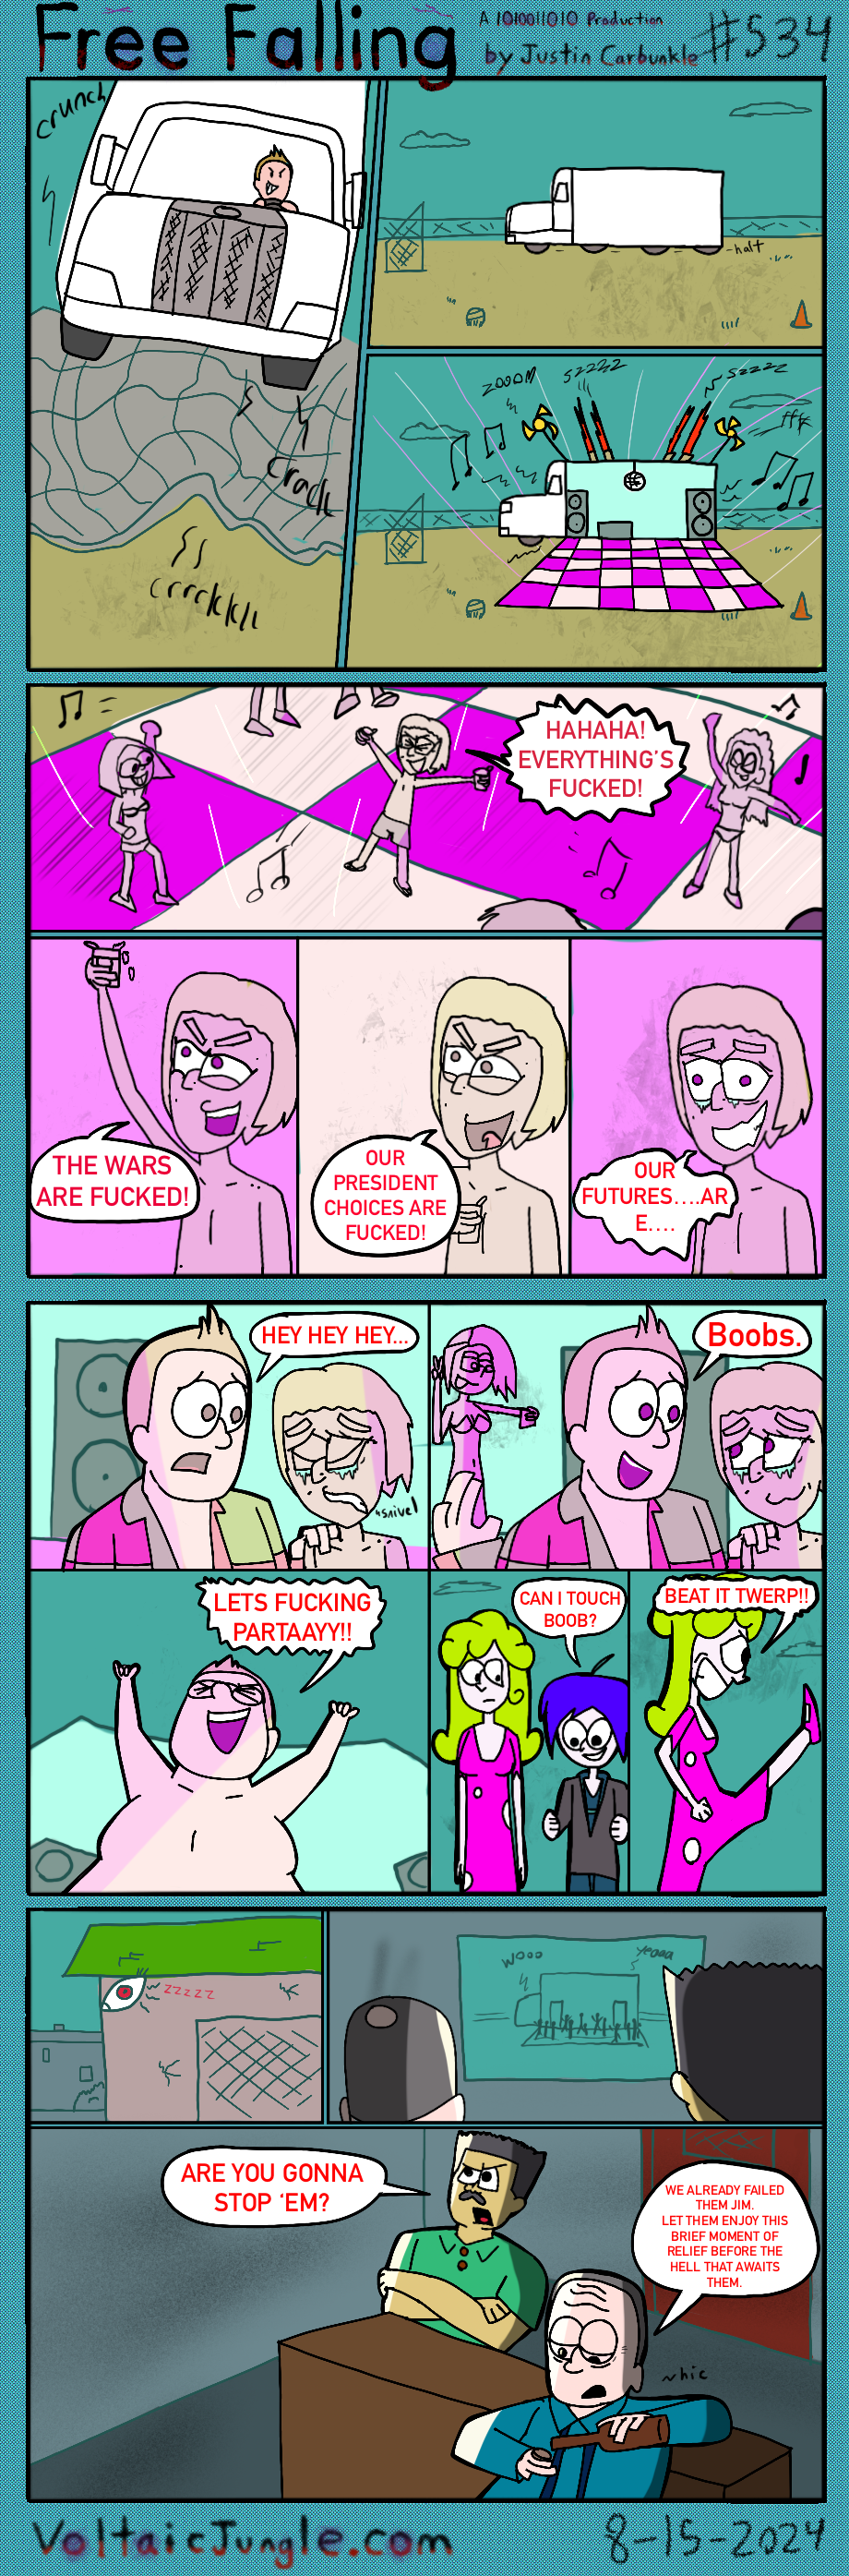 Free Falling
A 1010011010 Production
by Justin Carbunkle
#534
crunch
crack
crrckkll
~halt
ZOOOM
SZZZZ
SZZZZ
ffff
HAHAHA!
EVERYTHING'S
FUCKED!
THE WARS
ARE FUCKED!
OUR
PRESIDENT
CHOICES ARE
FUCKED!
OUR
FUTURES....AR
E....
HEY HEY HEY...
snivel
Boobs.
LETS FUCKING
PARTAAYY!!
CAN I TOUCH
BOOB?
BEAT IT TWERP!!
ZZZZZ
WOOO
yeaaa
ARE YOU GONNA
STOP ‘EM?
WE ALREADY FAILED
THEM JIM.
LET THEM ENJOY THIS
BRIEF MOMENT OF
RELIEF BEFORE THE
HELL THAT AWAITS
THEM.
~hic
VoltaicJungle.com
8-15-2024